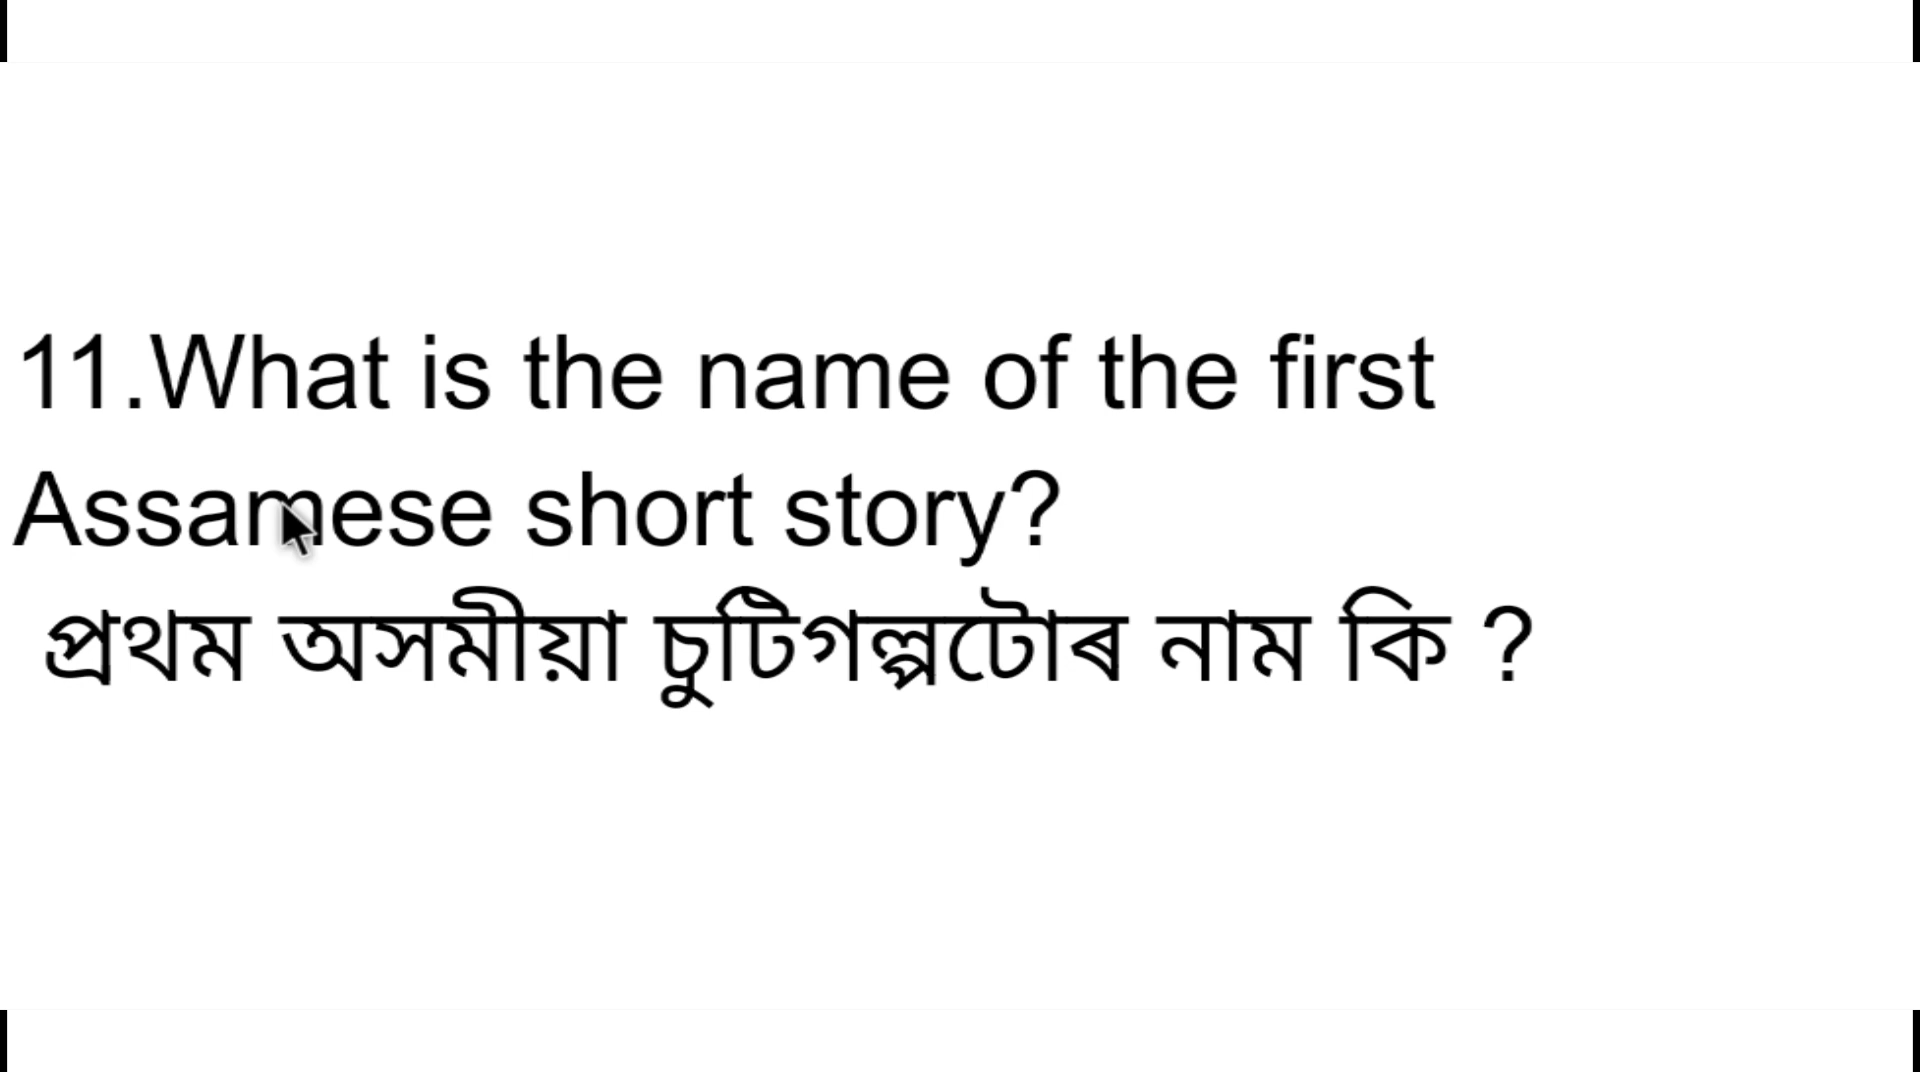 11.What is the name of the first
Assamese short story?
প্ৰথম অসমীয়া চুটিগল্পটোৰ নাম কি ?